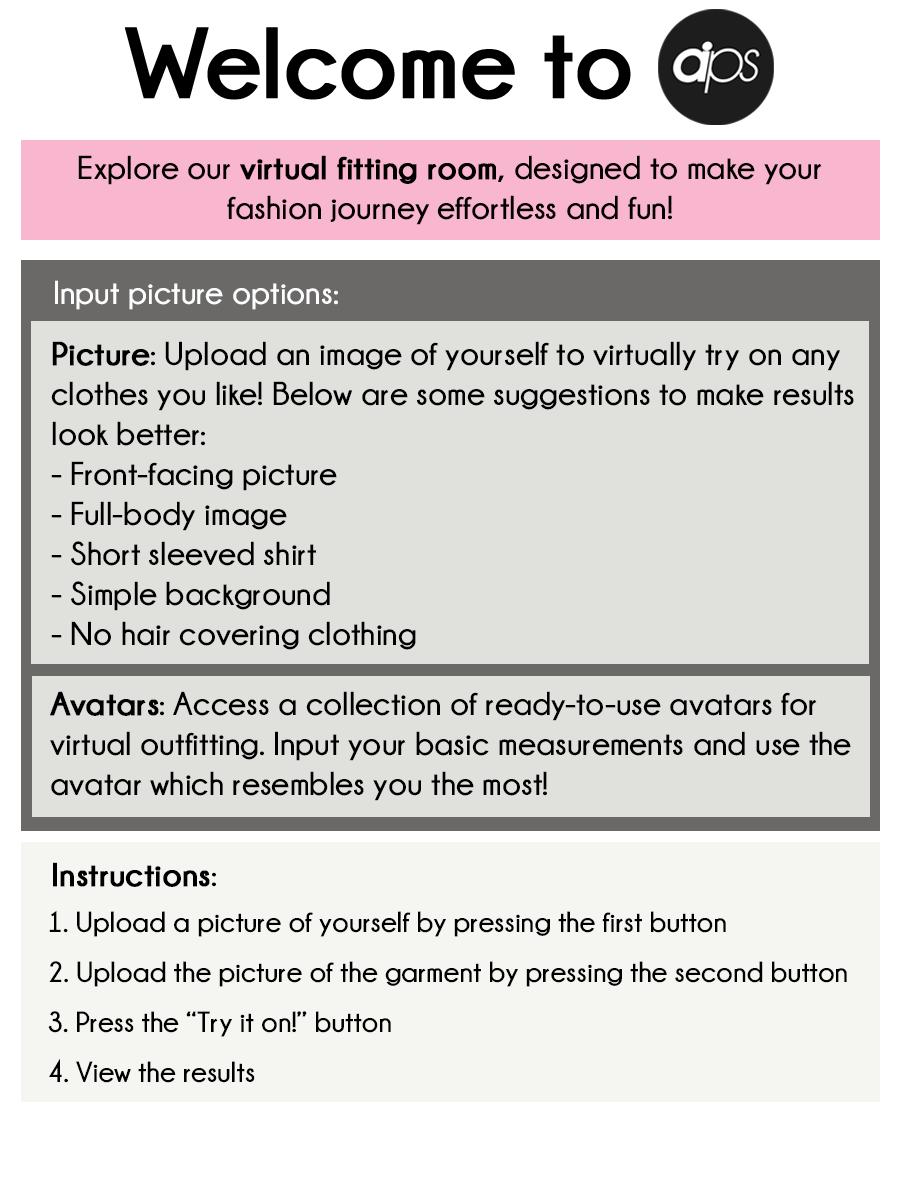 Welcome to aips
Explore our virtual fitting room, designed to make your
fashion journey effortless and fun!
Input picture options:
Picture: Upload an image of yourself to virtually try on any
clothes you like! Below are some suggestions to make results
look better:
- Front-facing picture
- Full-body image
- Short sleeved shirt
- Simple background
- No hair covering clothing
Avatars: Access a collection of ready-to-use avatars for
virtual outfitting. Input your basic measurements and use the
avatar which resembles you the most!
Instructions:
1. Upload a picture of yourself by pressing the first button
2. Upload the picture of the garment by pressing the second button
3. Press the “Try it on!” button
4. View the results